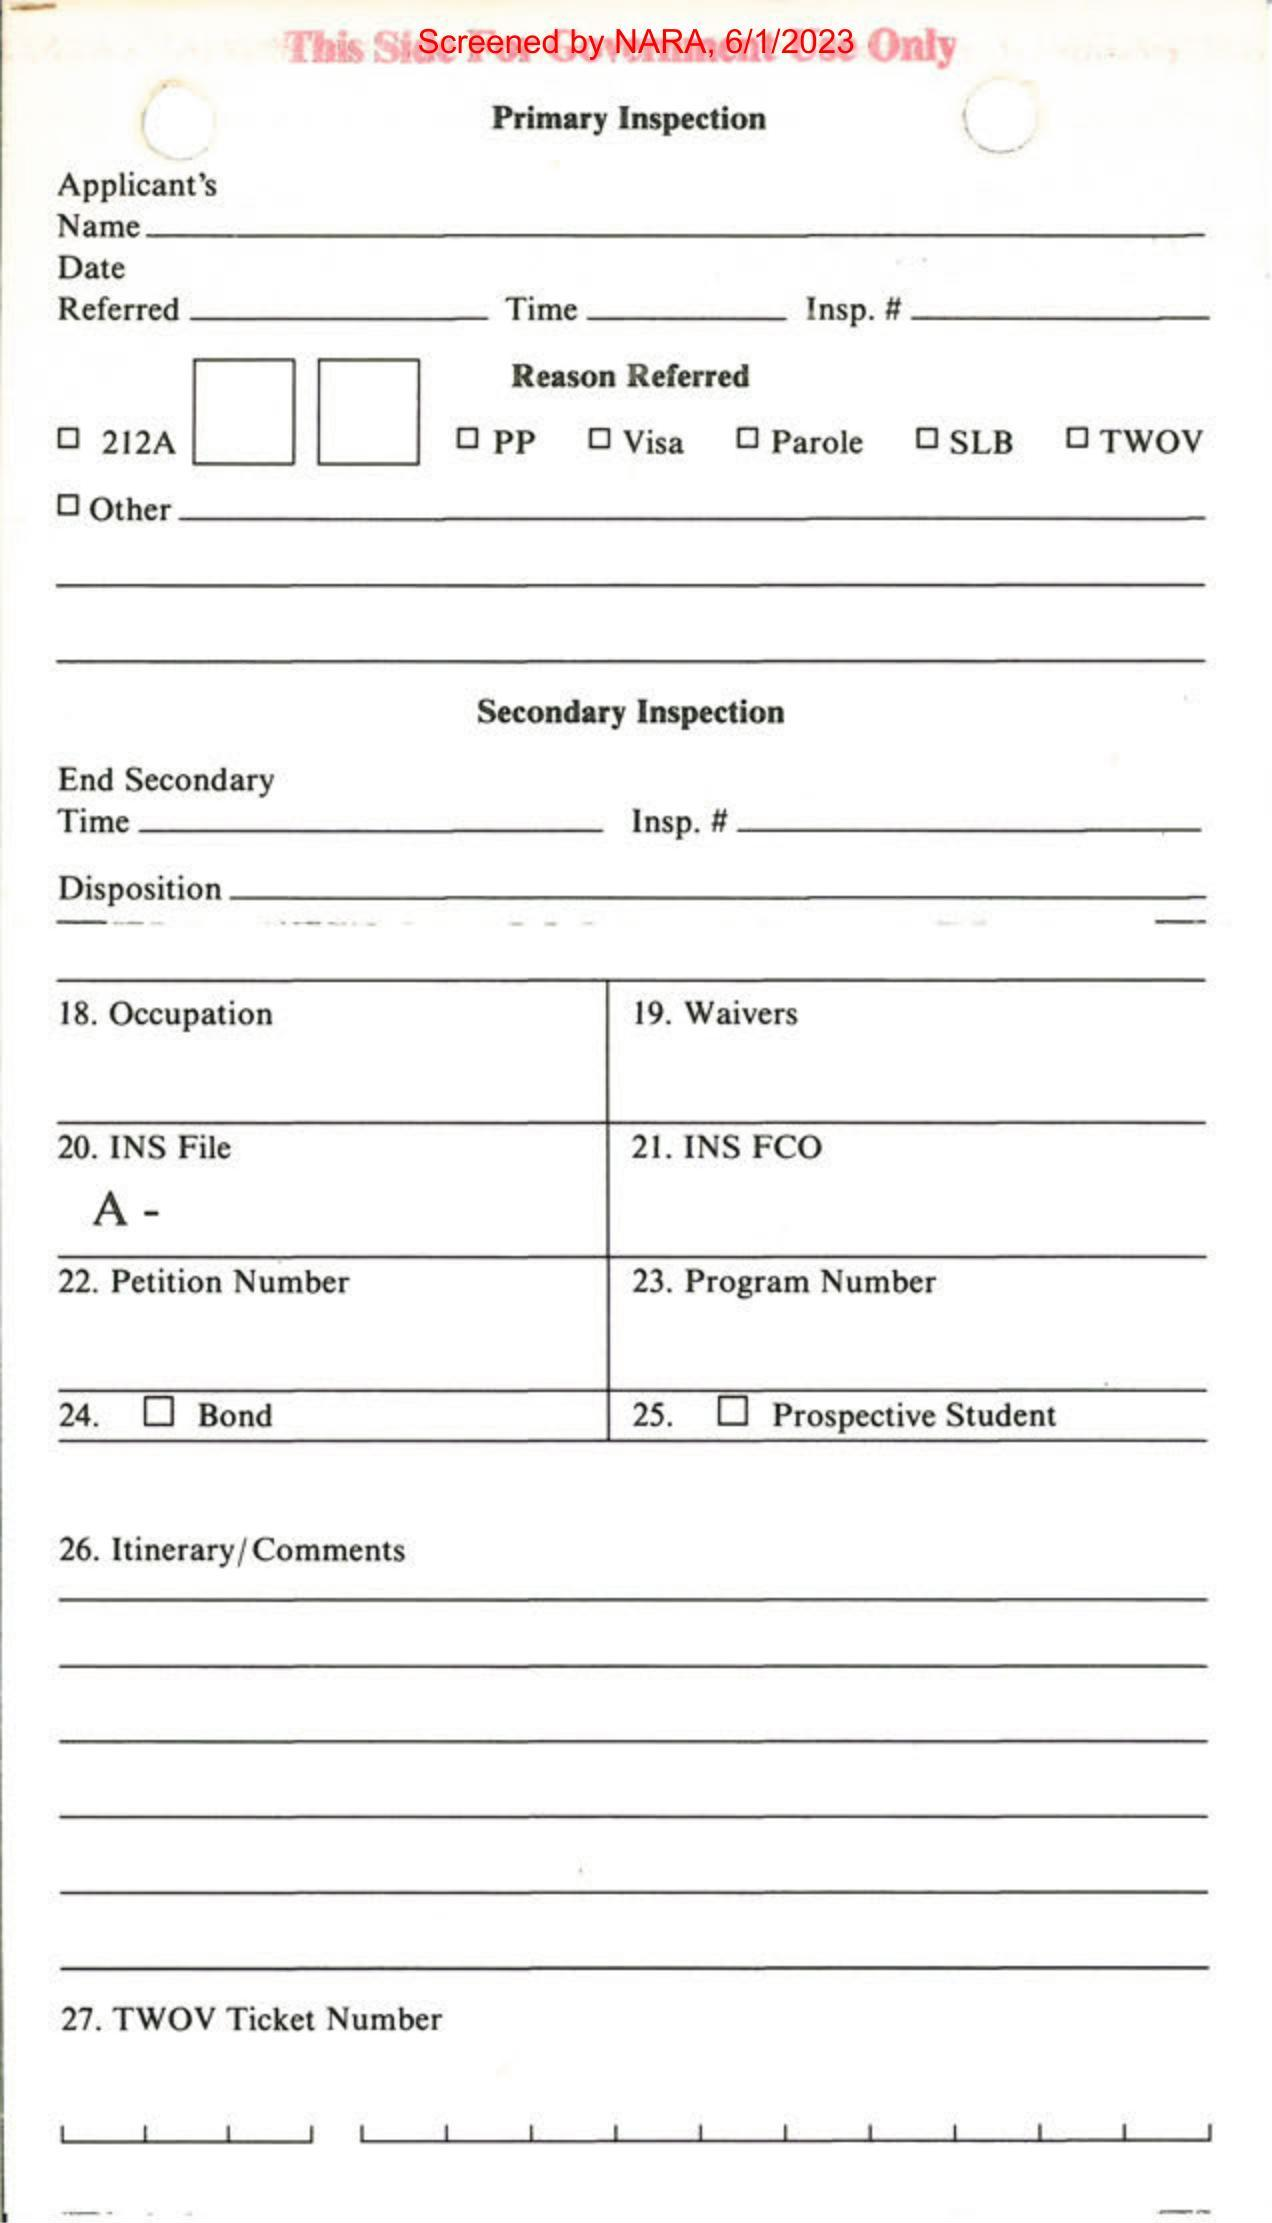 This Side For Government Use Only
Screened by NARA, 6/1/2023
Primary Inspection
Applicant's
Name
Date
Referred Time Insp. #
Reason Referred
212A PP Visa Parole SLB TWOV
Other
Secondary Inspection
End Secondary
Time Insp. #
Disposition
18. Occupation 19. Waivers
20. INS File 21. INS FCO
A -
22. Petition Number 23. Program Number
24. Bond 25. Prospective Student
26. Itinerary/Comments
27. TWOV Ticket Number